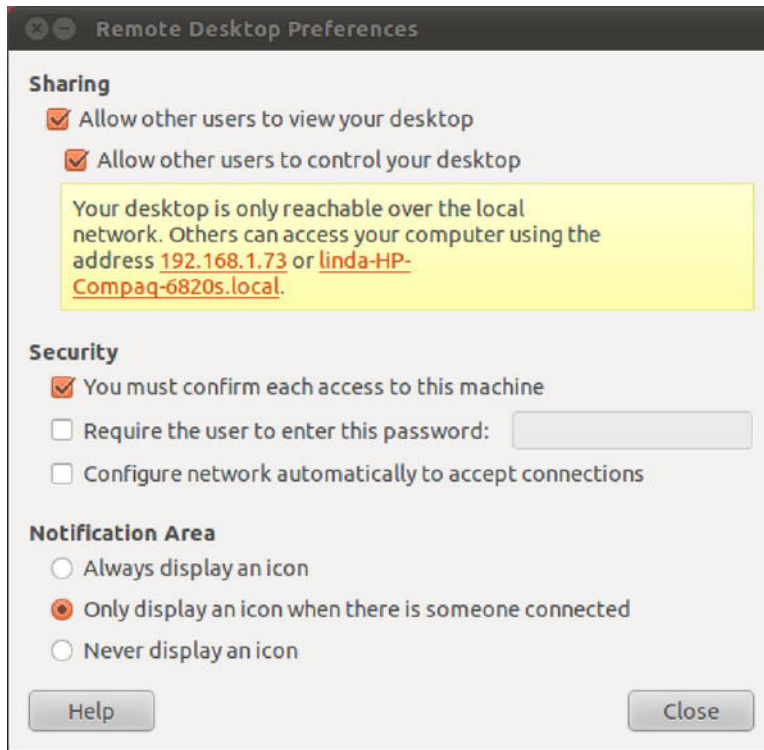 Remote Desktop Preferences
Sharing
Allow other users to view your desktop
Allow other users to control your desktop
Your desktop is only reachable over the local
network. Others can access your computer using the
address 192.168.1.73 or linda-HP-
Compaq-6820s.local.
Security
You must confirm each access to this machine
Require the user to enter this password:
Configure network automatically to accept connections
Notification Area
Always display an icon
Only display an icon when there is someone connected
Never display an icon
Help Close